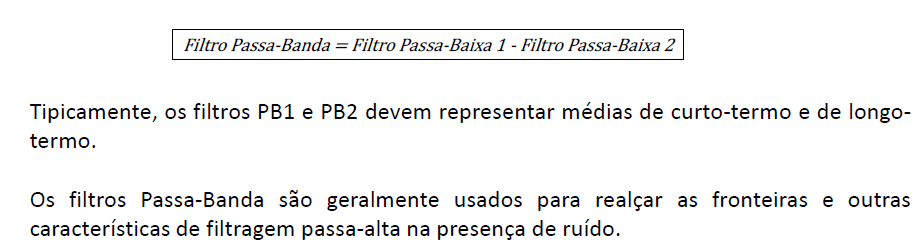 Filtro Passa-Banda = Filtro Passa-Baixa 1 - Filtro Passa-Baixa 2
Tipicamente, os filtros PB1 e PB2 devem representar médias de curto-termo e de longo-
termo.
Os filtros Passa-Banda são geralmente usados para realçar as fronteiras e outras
características de filtragem passa-alta na presença de ruído.